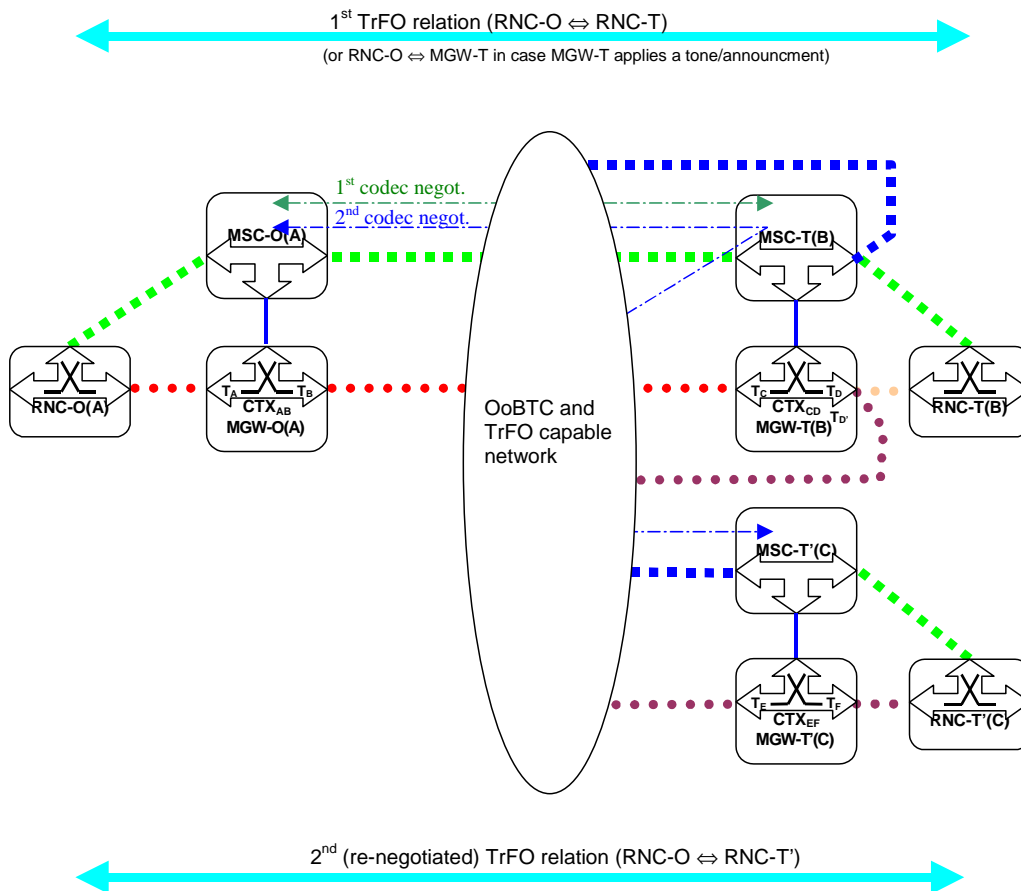 1st TrFO relation (RNC-O ⇔ RNC-T)
(or RNC-O ⇔ MGW-T in case MGW-T applies a tone/announcment)
1st codec negot.
2nd codec negot.
MSC-O(A)
MSC-T(B)
RNC-O(A)
TA TB
CTXAB
MGW-O(A)
OoBTC and
TrFO capable
network
TC TD
CTXCD
MGW-T(B) TD'
RNC-T(B)
MSC-T'(C)
TE TF
CTXEF
MGW-T'(C)
RNC-T'(C)
2nd (re-negotiated) TrFO relation (RNC-O ⇔ RNC-T')